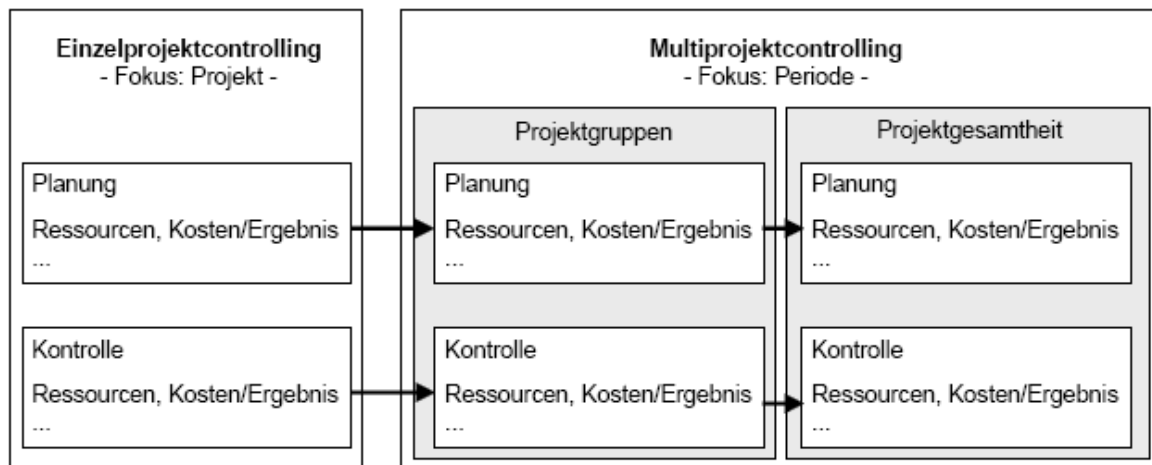 Einzelprojektcontrolling
- Fokus: Projekt -
Planung
Ressourcen, Kosten/Ergebnis
...
Kontrolle
Ressourcen, Kosten/Ergebnis
...
Multiprojektcontrolling
- Fokus: Periode -
Projektgruppen
Planung
Ressourcen, Kosten/Ergebnis
...
Kontrolle
Ressourcen, Kosten/Ergebnis
...
Projektgesamtheit
Planung
Ressourcen, Kosten/Ergebnis
...
Kontrolle
Ressourcen, Kosten/Ergebnis
...